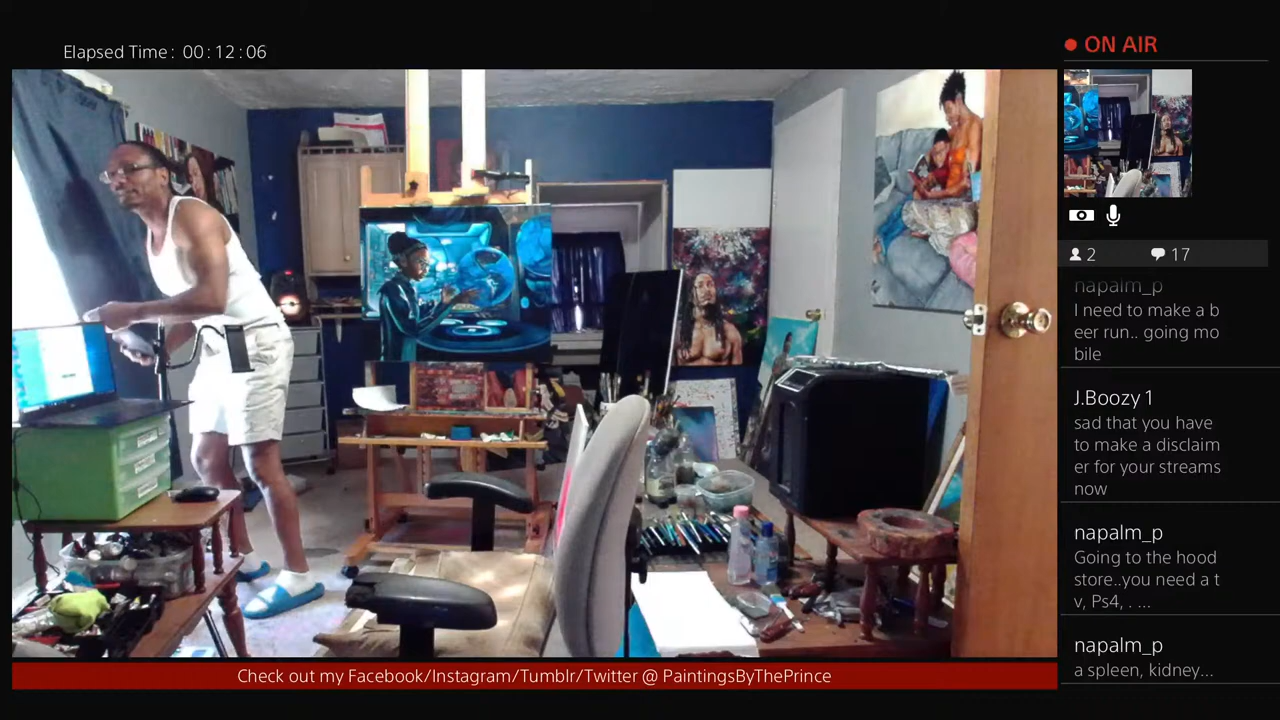 Elapsed Time: 00:12:06
ON AIR
2 17
napalm_p
I need to make a b
eer run.. going mo
bile
J.Boozy 1
sad that you have
to make a disclaim
er for your streams
now
napalm_p
Going to the hood
store..you need a t
v, Ps4, . ...
napalm_p
a spleen, kidney...
Check out my Facebook/Instagram/Tumblr/Twitter @ PaintingsByThePrince